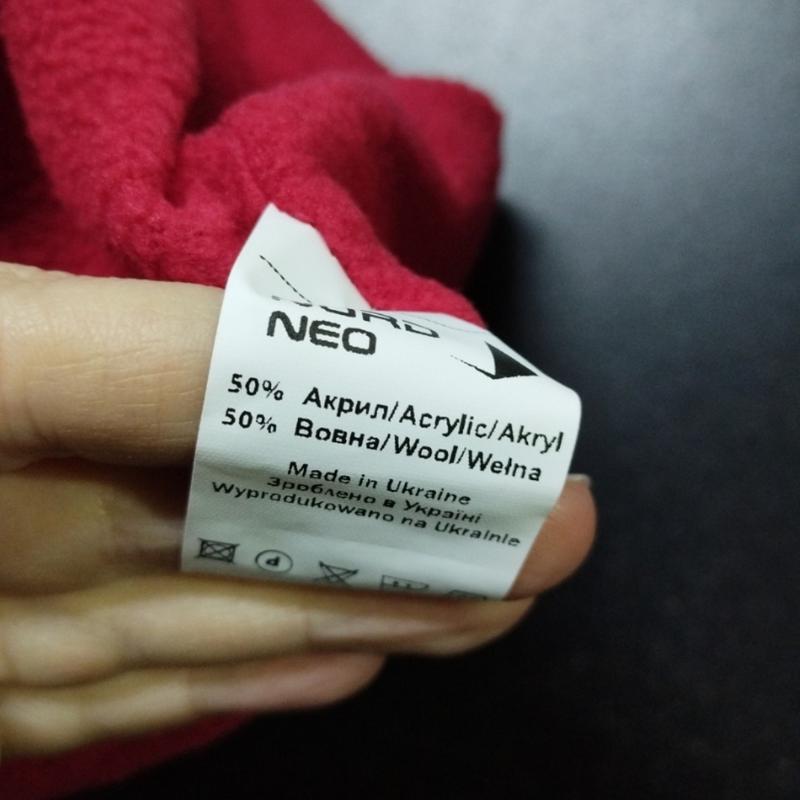 NEO
50% Акрил/Acrylic/Akryl
50% Вовна/Wool/Wełna
Made in Ukraine
Зроблено в Україні
Wyprodukowano na Ukrainie
P